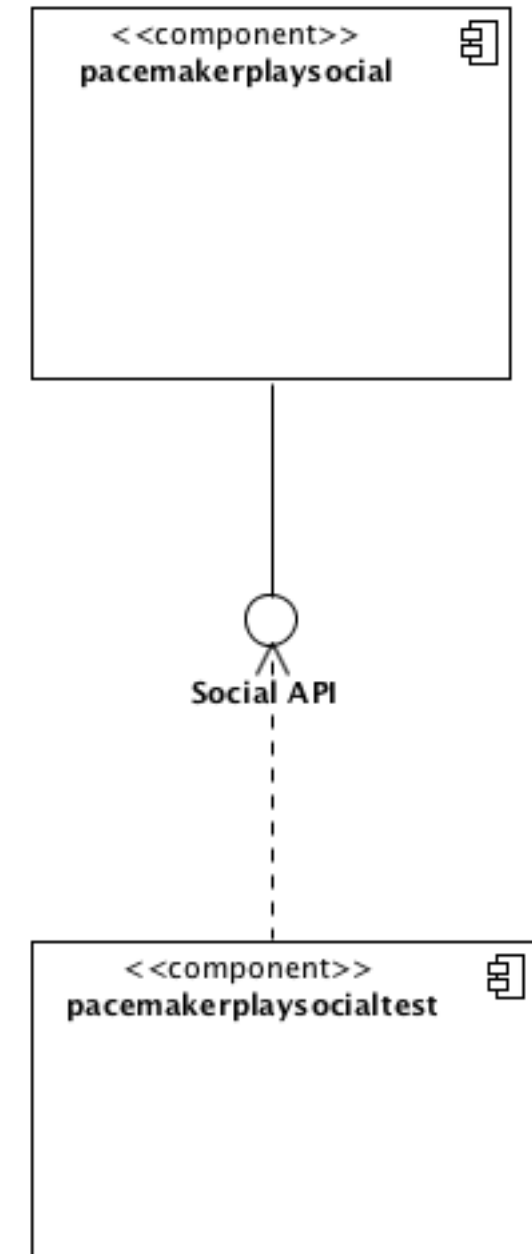 <<component>>
pacemakerplaysocial
Social API
<<component>>
pacemakerplaysocialtest